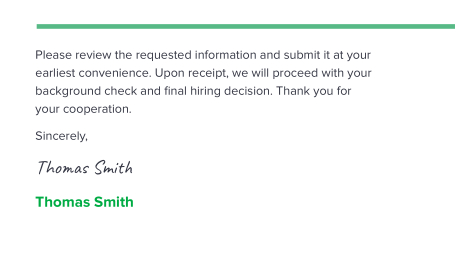 Please review the requested information and submit it at your
earliest convenience. Upon receipt, we will proceed with your
background check and final hiring decision. Thank you for
your cooperation.
Sincerely,
Thomas Smith
Thomas Smith